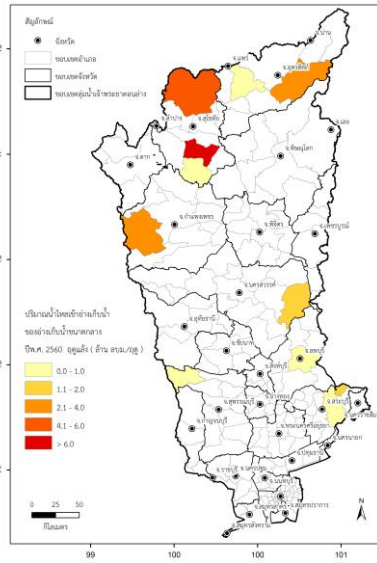 สัญลักษณ์
จังหวัด
ขอบเขตอำเภอ
ขอบเขตจังหวัด
ขอบเขตลุ่มน้ำเจ้าพระยาตอนล่าง
จ.น่าน
จ.แพร่
จ.อุตรดิตถ์
จ.ลำปาง
จ.สุโขทัย
จ.เลย
จ.ตาก
จ.พิษณุโลก
จ.กำแพงเพชร
จ.พิจิตร
จ.เพชรบูรณ์
จ.นครสวรรค์
จ.อุทัยธานี
จ.ชัยนาท
จ.ลพบุรี
จ.สิงห์บุรี
ปริมาณน้ำไหลเข้าอ่างเก็บน้ำ
ของอ่างเก็บน้ำขนาดกลาง
ปีพ.ศ. 2560 ฤดูแล้ง ( ล้าน ลบม./ฤดู )
0.0 - 1.0
1.1 - 2.0
2.1 - 4.0
4.1 - 6.0
> 6.0
จ.สุพรรณบุรี
จ.อ่างทอง
จ.สระบุรี
จ.กาญจนบุรี
จ.พระนครศรีอยุธยา
จ.นครนายก
จ.ปทุมธานี
จ.ราชบุรี
จ.นครปฐม
จ.นนทบุรี
จ.สมุทรสาคร
จ.สมุทรปราการ
จ.สมุทรสงคราม
0 25 50
กิโลเมตร
N
99 100 100 101